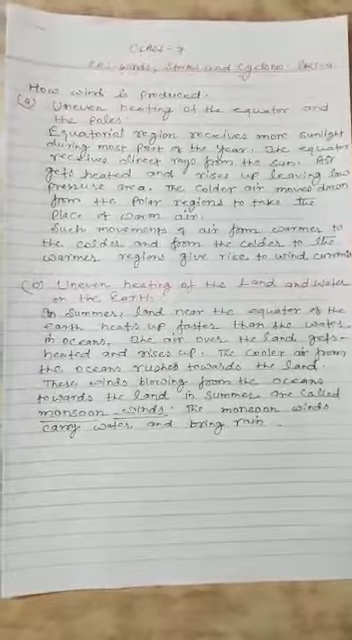 CLASS-7
Ch: winds, Storms and Cyclone Part-2
How wind is produced.
(a) Uneven heating of the equator and
the poles
Equatorial region receives more sunlight
during most part of the year. The equator
receives direct rays from the sun. Air
gets heated and rises up leaving low
pressure area. The colder air moves down
from the Polar regions to take the
place of warm air.
Such movements of air from warmer to
the colder and from the colder to the
warmer regions give rise to wind
(b) Uneven heating of the Land and water
on the Earth
In Summer, land near the equator of the
earth heats up faster than the water
in oceans. The air over the land gets
heated and rises up. The cooler air from
the oceans rushes towards the land.
These winds blowing from the oceans
towards the land in summer are called
monsoon winds. The monsoon winds
carry water and bring rain.